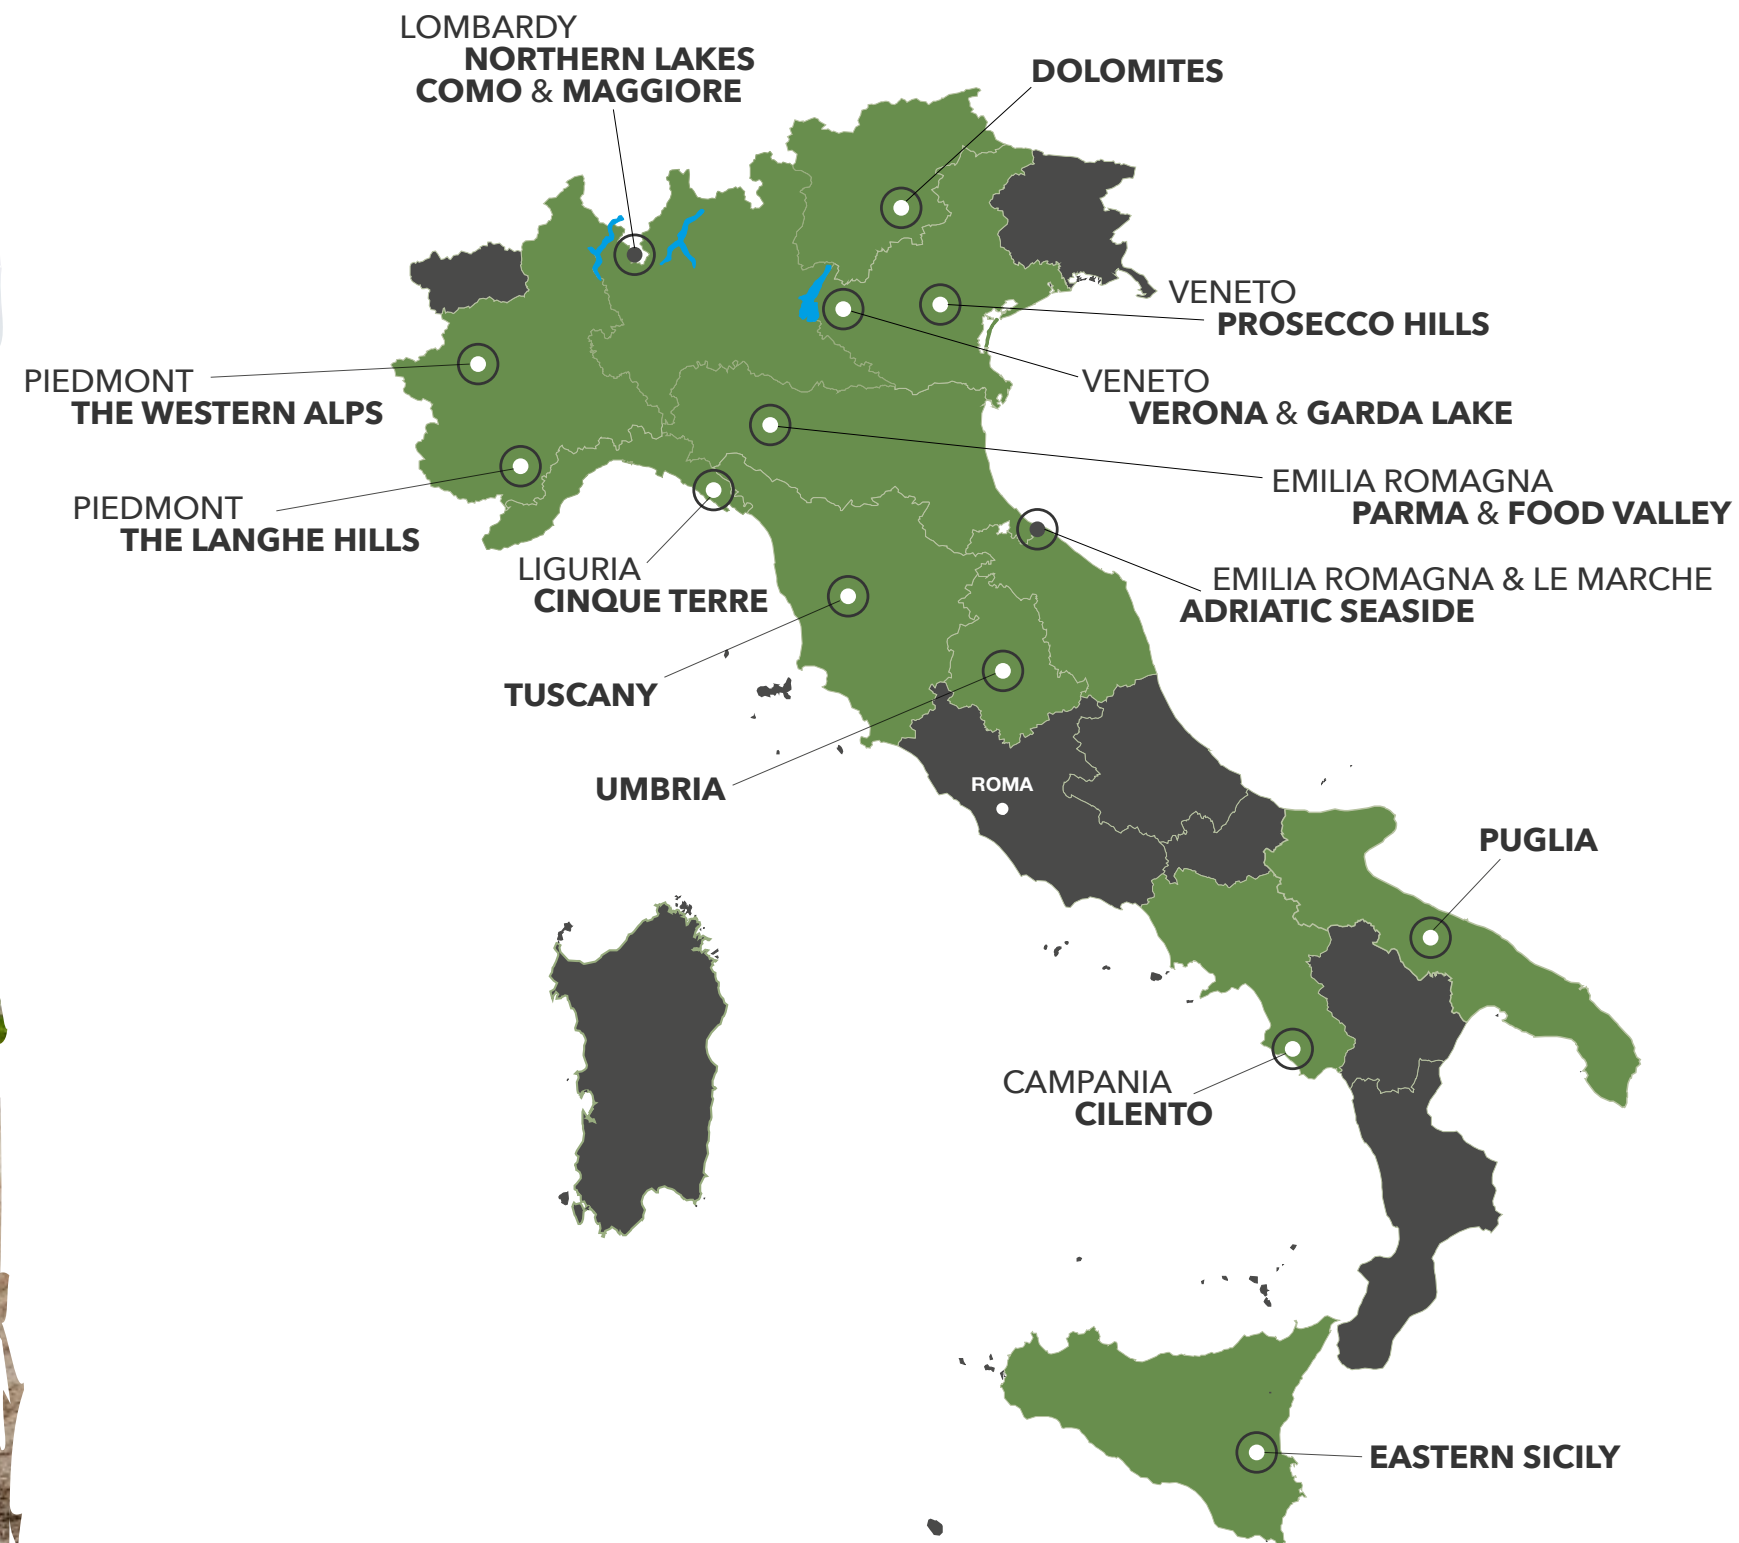 LOMBARDY
NORTHERN LAKES
COMO & MAGGIORE
DOLOMITES
VENETO
PROSECCO HILLS
PIEDMONT
THE WESTERN ALPS
VENETO
VERONA & GARDA LAKE
EMILIA ROMAGNA
PARMA & FOOD VALLEY
PIEDMONT
THE LANGHE HILLS
LIGURIA
CINQUE TERRE
EMILIA ROMAGNA & LE MARCHE
ADRIATIC SEASIDE
TUSCANY
UMBRIA
ROMA
PUGLIA
CAMPANIA
CILENTO
EASTERN SICILY